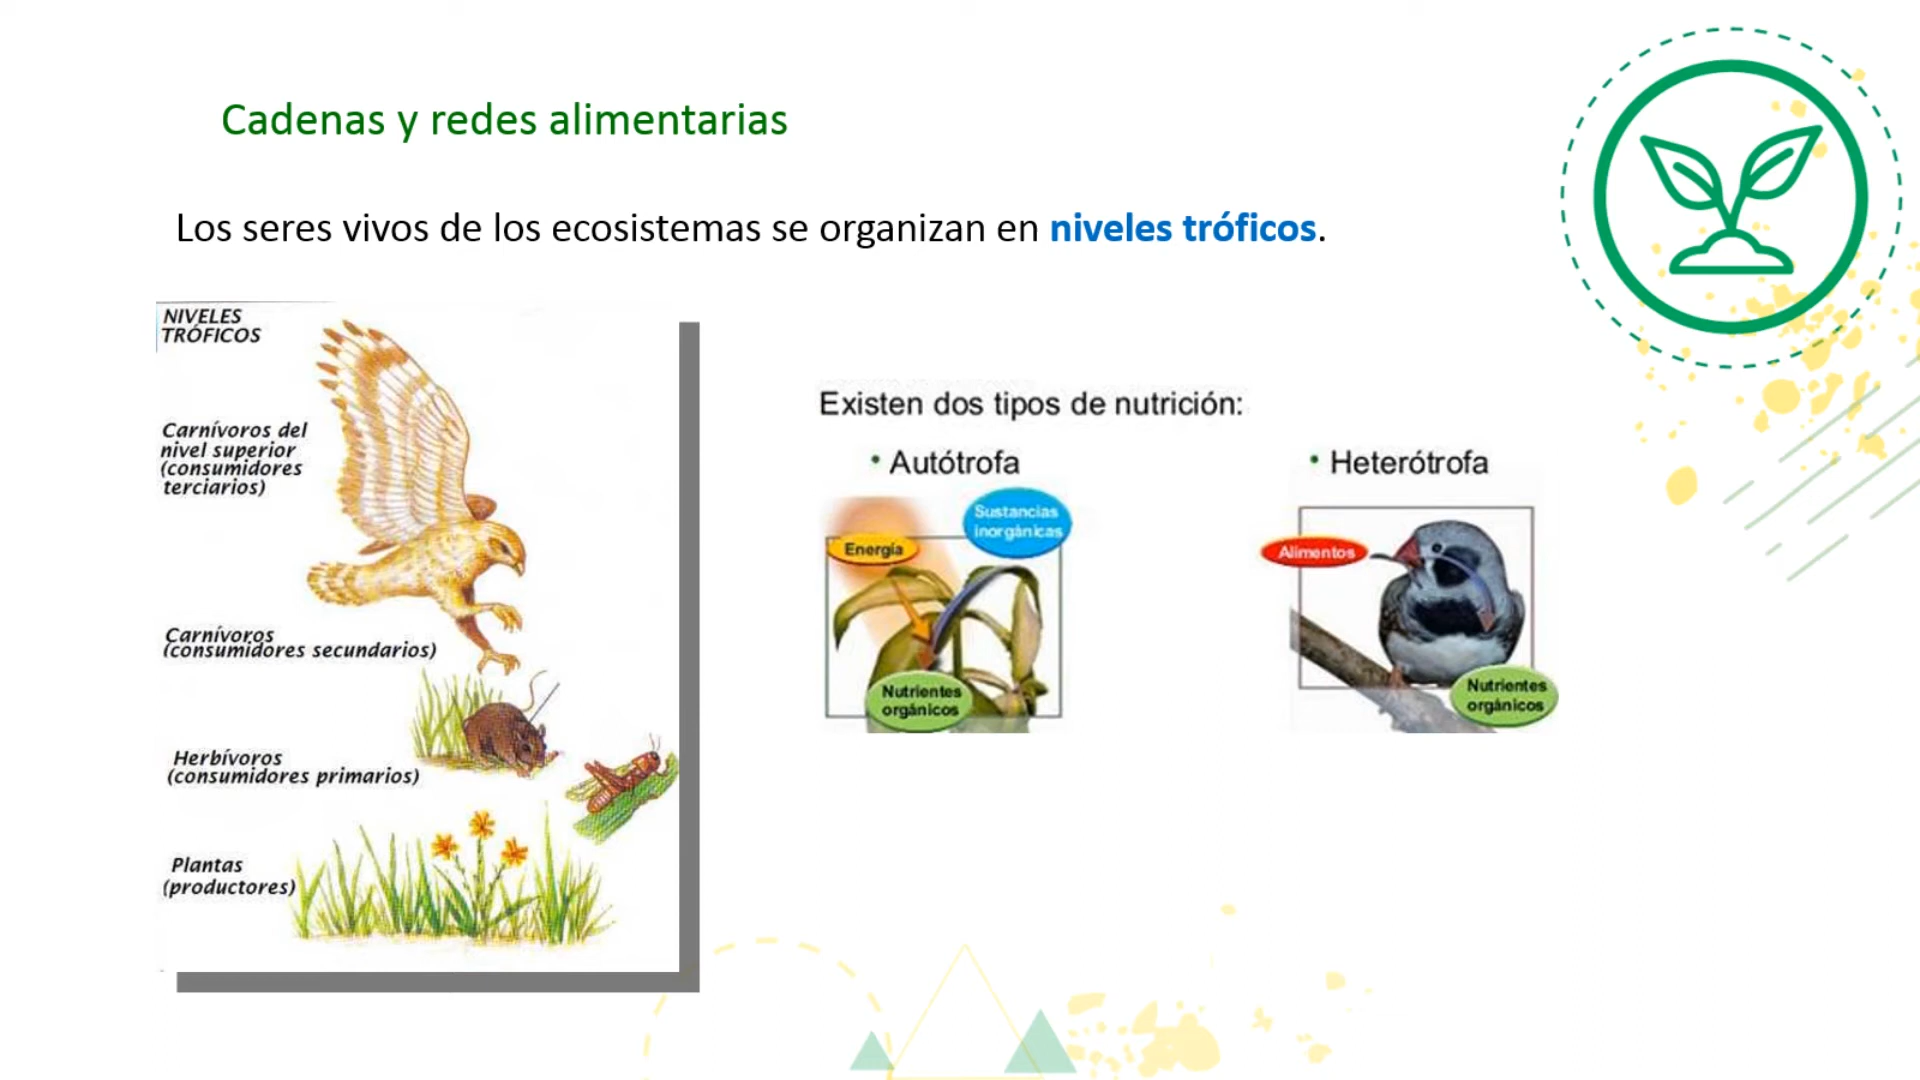 Cadenas y redes alimentarias
Los seres vivos de los ecosistemas se organizan en niveles tróficos.
NIVELES
TRÓFICOS
Carnívoros del
nivel superior
(consumidores
terciarios)
Carnívoros
(consumidores secundarios)
Herbívoros
(consumidores primarios)
Plantas
(productores)
Existen dos tipos de nutrición:
• Autótrofa
Sustancias
inorgánicas
Energía
Nutrientes
orgánicos
• Heterótrofa
Alimentos
Nutrientes
orgánicos